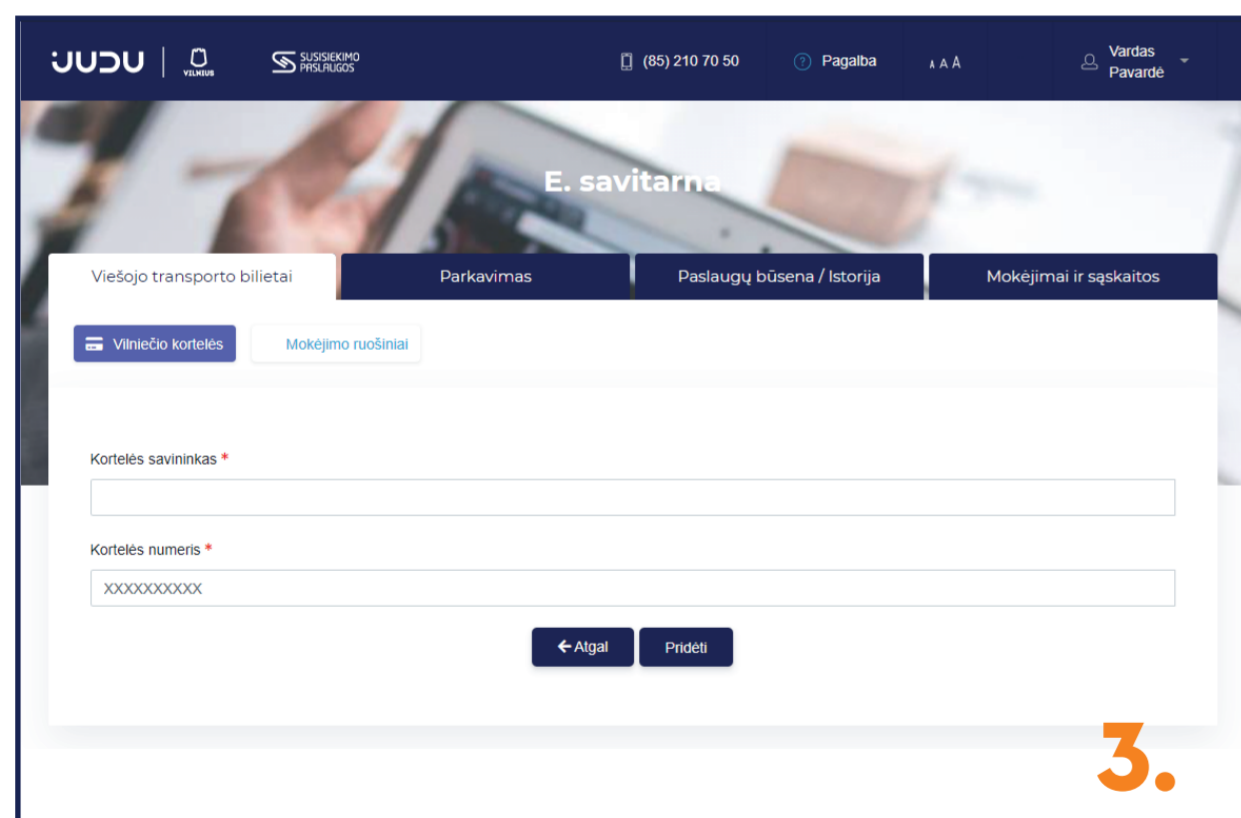 JUDU
VILNIUS
SUSISIEKIMO
PASLAUGOS
(85) 210 70 50
? Pagalba
A A A
Vardas
Pavardė
E. savitarna
Viešojo transporto bilietai
Parkavimas
Paslaugų būsena / Istorija
Mokėjimai ir sąskaitos
Vilniečio kortelės
Mokėjimo ruošiniai
Kortelės savininkas *
Kortelės numeris *
XXXXXXXXXX
Atgal
Pridėti
3.